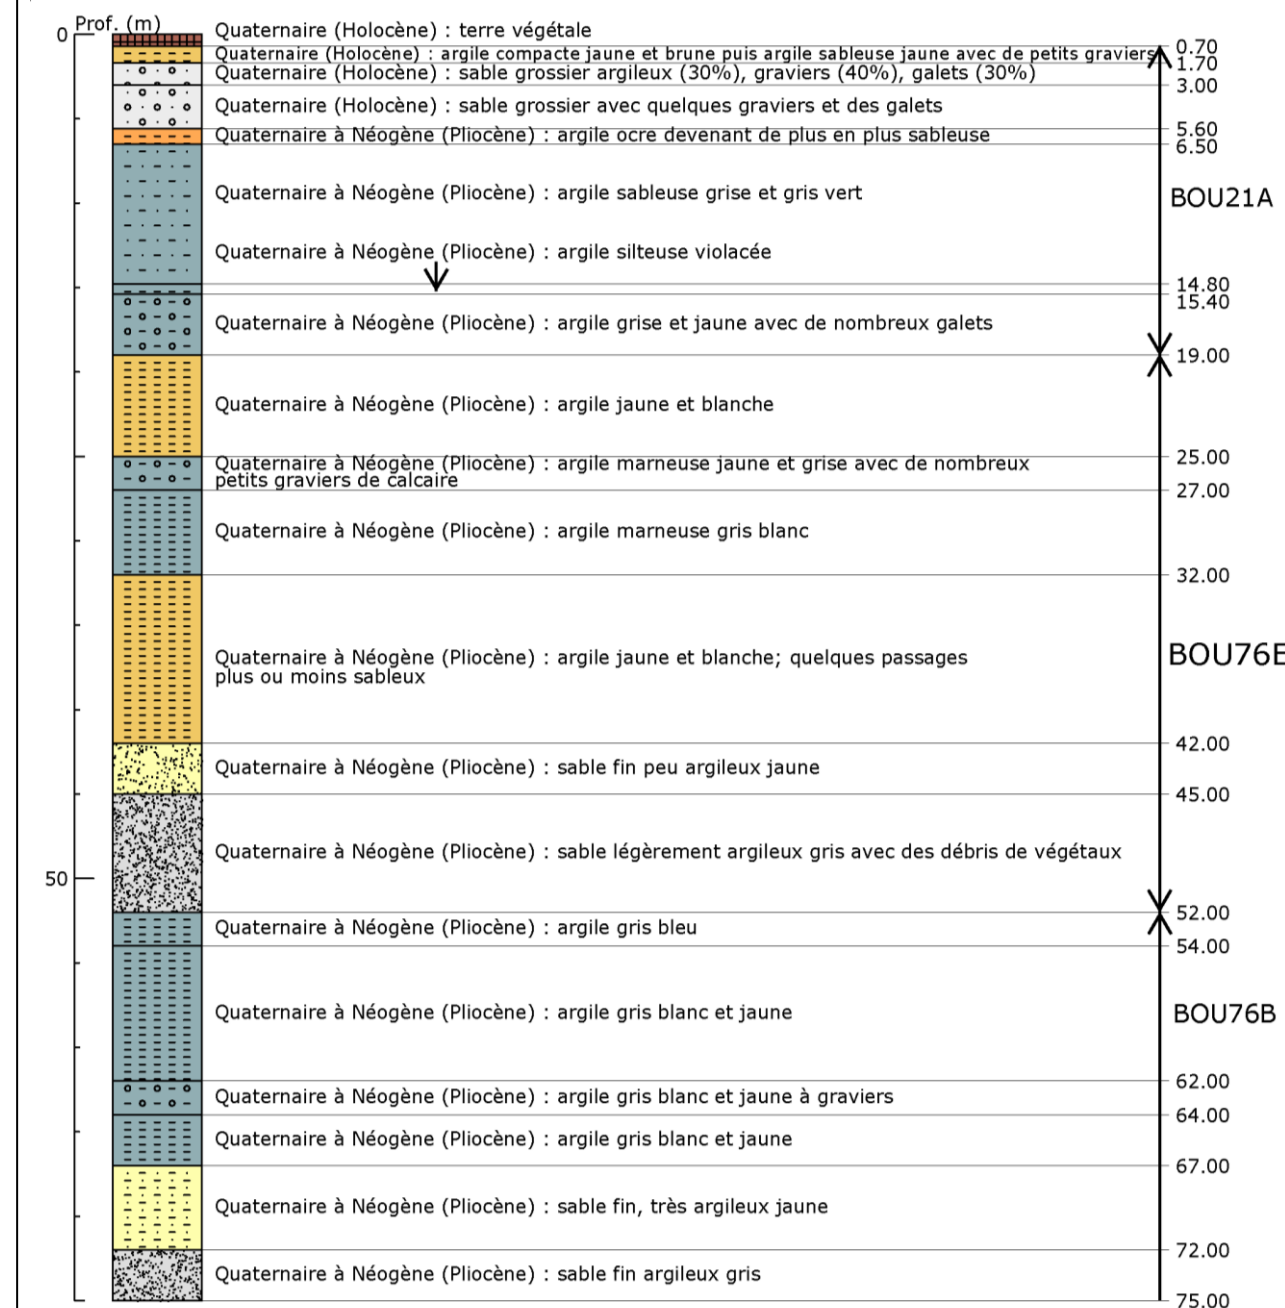 Prof. (m)
0
Quaternaire (Holocène) : terre végétale
0.70
Quaternaire (Holocène) : argile compacte jaune et brune puis argile sableuse jaune avec de petits graviers
1.70
Quaternaire (Holocène) : sable grossier argileux (30%), graviers (40%), galets (30%)
3.00
Quaternaire (Holocène) : sable grossier avec quelques graviers et des galets
5.60
Quaternaire à Néogène (Pliocène) : argile ocre devenant de plus en plus sableuse
6.50
Quaternaire à Néogène (Pliocène) : argile sableuse grise et gris vert
BOU21A
Quaternaire à Néogène (Pliocène) : argile silteuse violacée
14.80
15.40
Quaternaire à Néogène (Pliocène) : argile grise et jaune avec de nombreux galets
19.00
Quaternaire à Néogène (Pliocène) : argile jaune et blanche
25.00
Quaternaire à Néogène (Pliocène) : argile marneuse jaune et grise avec de nombreux
petits graviers de calcaire
27.00
Quaternaire à Néogène (Pliocène) : argile marneuse gris blanc
32.00
Quaternaire à Néogène (Pliocène) : argile jaune et blanche; quelques passages
plus ou moins sableux
BOU76E
42.00
Quaternaire à Néogène (Pliocène) : sable fin peu argileux jaune
45.00
Quaternaire à Néogène (Pliocène) : sable légèrement argileux gris avec des débris de végétaux
50
52.00
Quaternaire à Néogène (Pliocène) : argile gris bleu
54.00
Quaternaire à Néogène (Pliocène) : argile gris blanc et jaune
BOU76B
62.00
Quaternaire à Néogène (Pliocène) : argile gris blanc et jaune à graviers
64.00
Quaternaire à Néogène (Pliocène) : argile gris blanc et jaune
67.00
Quaternaire à Néogène (Pliocène) : sable fin, très argileux jaune
72.00
Quaternaire à Néogène (Pliocène) : sable fin argileux gris
75.00